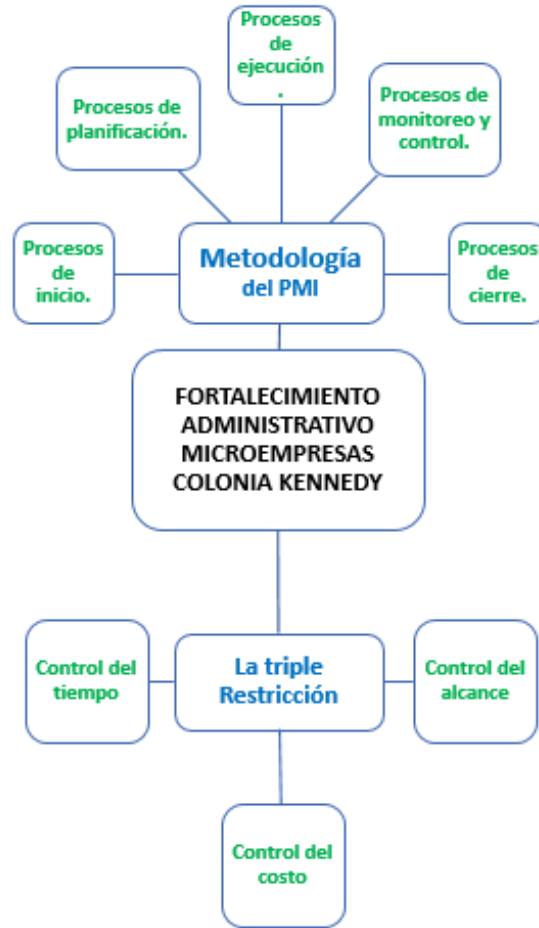 Procesos
de
ejecución
.
Procesos de
planificación.
Procesos de
monitoreo y
control.
Procesos
de
inicio.
Metodología
del PMI
Procesos
de
cierre.
FORTALECIMIENTO
ADMINISTRATIVO
MICROEMPRESAS
COLONIA KENNEDY
Control del
tiempo
La triple
Restricción
Control del
alcance
Control del
costo